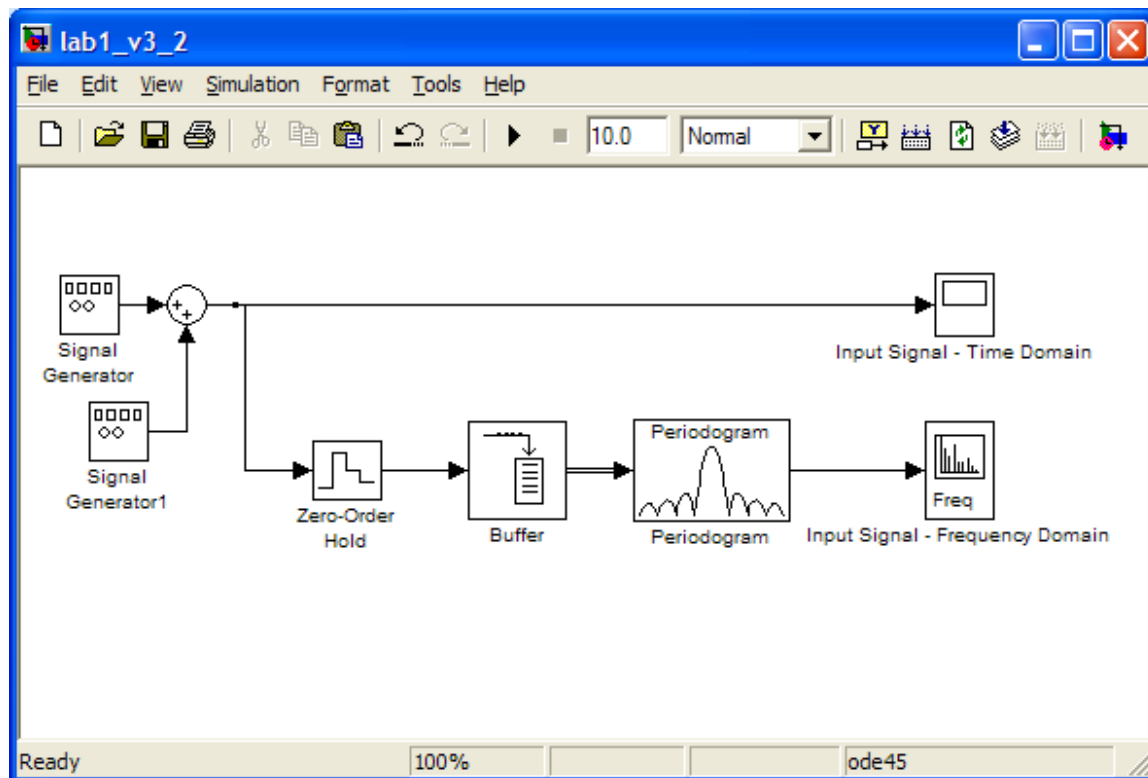 lab1_v3_2
File Edit View Simulation Format Tools Help
10.0 Normal
Signal
Generator
Signal
Generator1
Input Signal - Time Domain
Zero-Order
Hold
Buffer
Periodogram
Periodogram
Freq
Input Signal - Frequency Domain
Ready 100% ode45